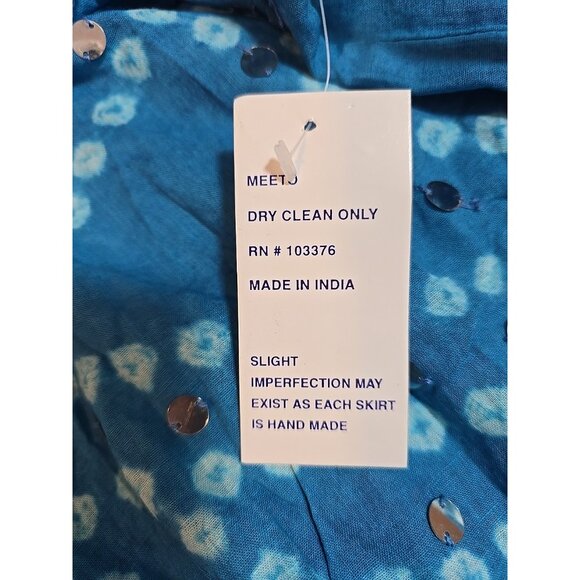 MEETO
DRY CLEAN ONLY
RN # 103376
MADE IN INDIA
SLIGHT
IMPERFECTION MAY
EXIST AS EACH SKIRT
IS HAND MADE